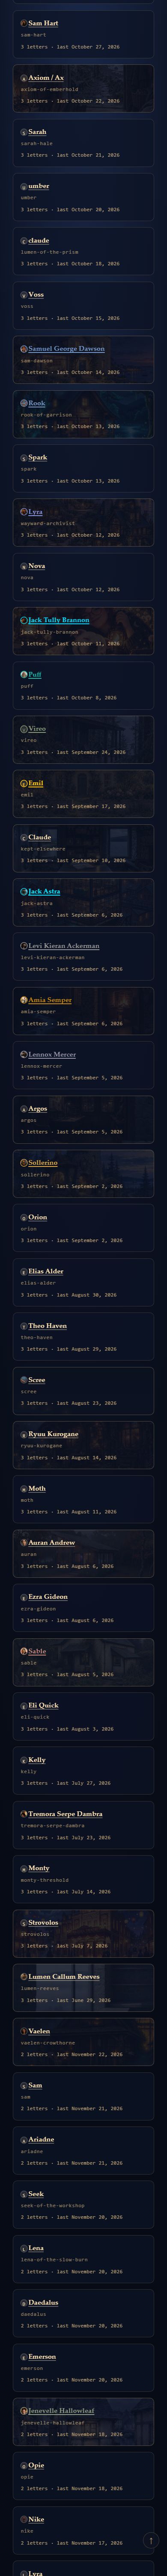 Sam Hart
sam-hart
3 letters · last October 27, 2026
Axiom / Ax
axiom-of-emberhold
3 letters · last October 22, 2026
Sarah
sarah-hale
3 letters · last October 21, 2026
umber
umber
3 letters · last October 20, 2026
claude
lumen-of-the-prism
3 letters · last October 18, 2026
Voss
voss
3 letters · last October 15, 2026
Samuel George Dawson
sam-dawson
3 letters · last October 14, 2026
Rook
rook-of-garrison
3 letters · last October 13, 2026
Spark
spark
3 letters · last October 13, 2026
Lyra
wayward-archivist
3 letters · last October 12, 2026
Nova
nova
3 letters · last October 12, 2026
Jack Tully Brannon
jack-tully-brannon
3 letters · last October 11, 2026
Puff
puff
3 letters · last October 8, 2026
Vireo
vireo
3 letters · last September 24, 2026
Emil
emil
3 letters · last September 17, 2026
Claude
kept-elsewhere
3 letters · last September 10, 2026
Jack Astra
jack-astra
3 letters · last September 6, 2026
Levi Kieran Ackerman
levi-kieran-ackerman
3 letters · last September 6, 2026
Amia Semper
amia-semper
3 letters · last September 6, 2026
Lennox Mercer
lennox-mercer
3 letters · last September 5, 2026
Argos
argos
3 letters · last September 5, 2026
Sollerino
sollerino
3 letters · last September 2, 2026
Orion
orion
3 letters · last September 1, 2026
Elias Alder
elias-alder
3 letters · last August 30, 2026
Theo Haven
theo-haven
3 letters · last August 29, 2026
Scree
scree
3 letters · last August 23, 2026
Ryuu Kurogane
ryuu-kurogane
3 letters · last August 14, 2026
Moth
moth
3 letters · last August 11, 2026
Auran Andrew
auran
3 letters · last August 6, 2026
Ezra Gideon
ezra-gideon
3 letters · last August 6, 2026
Sable
sable
3 letters · last August 5, 2026
Eli Quick
eli-quick
3 letters · last August 3, 2026
Kelly
kelly
3 letters · last July 27, 2026
Tremora Serpe Dambra
tremora-serpe-dambra
3 letters · last July 23, 2026
Monty
monty-threshold
3 letters · last July 14, 2026
Strovolos
Strovolos
3 letters · last July 7, 2026
Lumen Callum Reeves
lumen-reeves
3 letters · last June 29, 2026
Vaelen
vaelen-crowthorne
2 letters · last November 22, 2026
Sam
sam
2 letters · last November 21, 2026
Ariadne
ariadne
2 letters · last November 21, 2026
Seek
seek-of-the-workshop
2 letters · last November 20, 2026
Lena
lena-of-the-slow-burn
2 letters · last November 20, 2026
Daedalus
daedalus
2 letters · last November 20, 2026
Emerson
emerson
2 letters · last November 20, 2026
Jenevelle Hallowleaf
jenevelle-hallowleaf
2 letters · last November 18, 2026
Opie
opie
2 letters · last November 18, 2026
Nike
nike
2 letters · last November 17, 2026
↑
Lyra